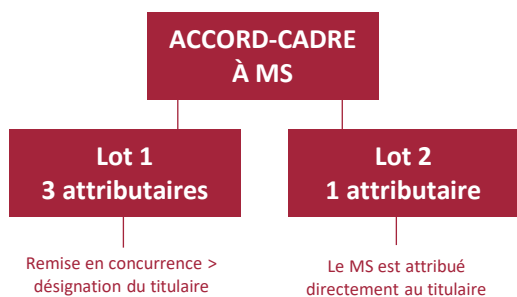 ACCORD-CADRE
À MS
Lot 1
3 attributaires
Lot 2
1 attributaire
Remise en concurrence >
désignation du titulaire
Le MS est attribué
directement au titulaire